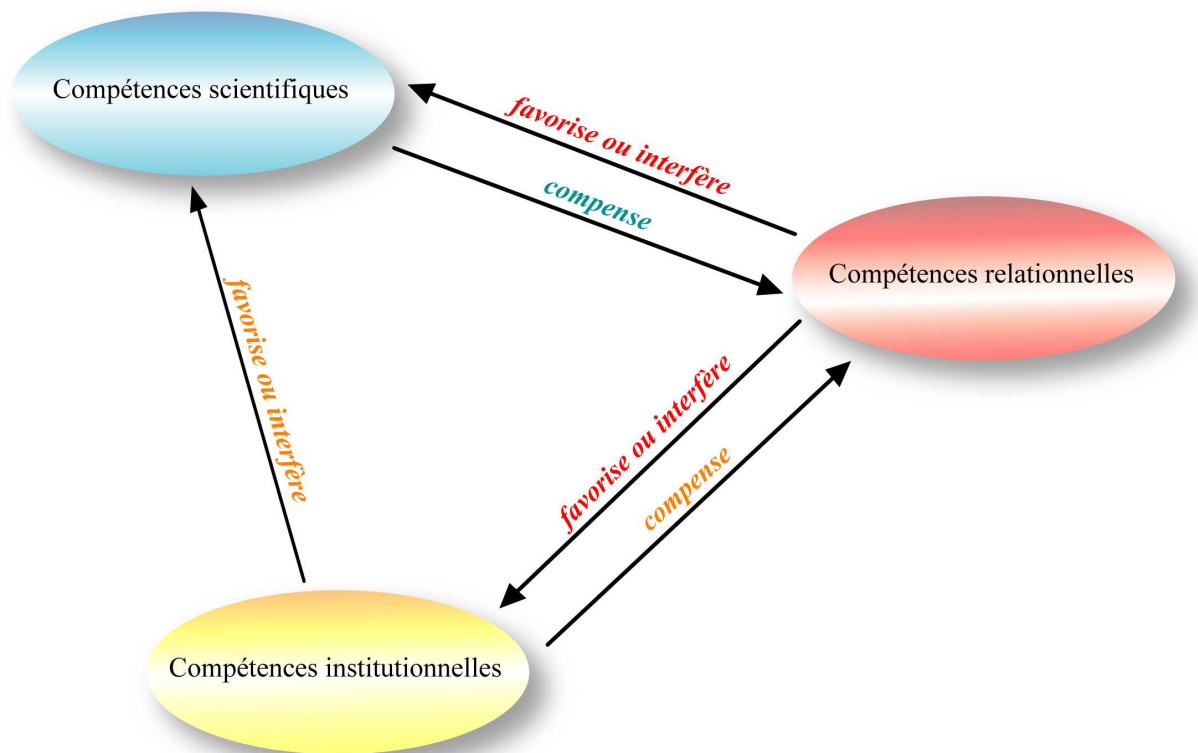 Compétences scientifiques
favorise ou interfère
compense
Compétences relationnelles
favorise ou interfère
favorise ou interfère
compense
Compétences institutionnelles